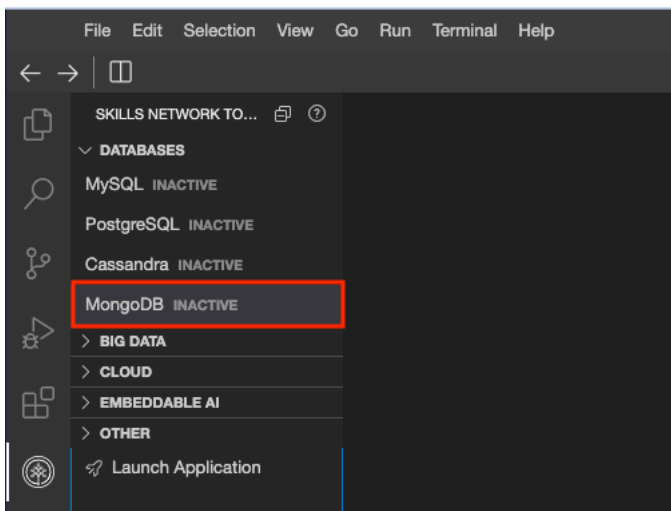 File Edit Selection View Go Run Terminal Help
SKILLS NETWORK TO...
DATABASES
MySQL INACTIVE
PostgreSQL INACTIVE
Cassandra INACTIVE
MongoDB INACTIVE
BIG DATA
CLOUD
EMBEDDABLE AI
OTHER
Launch Application